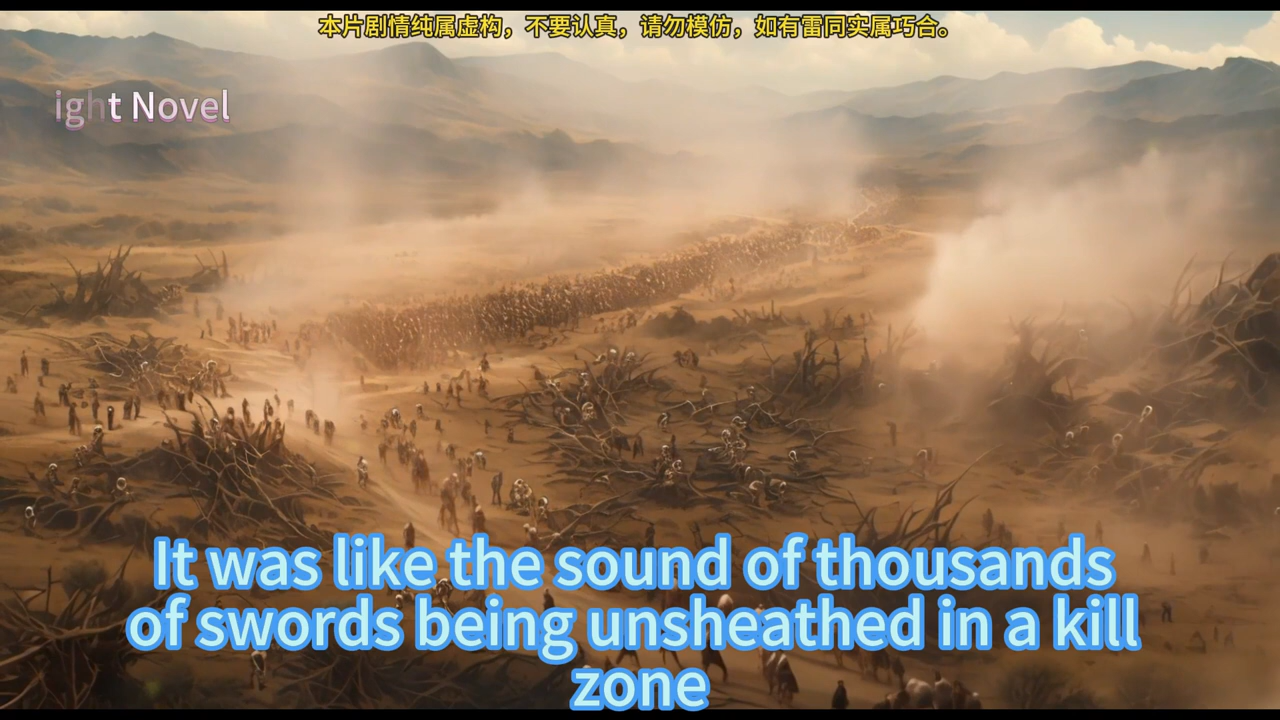 本片剧情纯属虚构，不要认真，请勿模仿，如有雷同实属巧合。
ight Novel
It was like the sound of thousands
of swords being unsheathed in a kill
zone